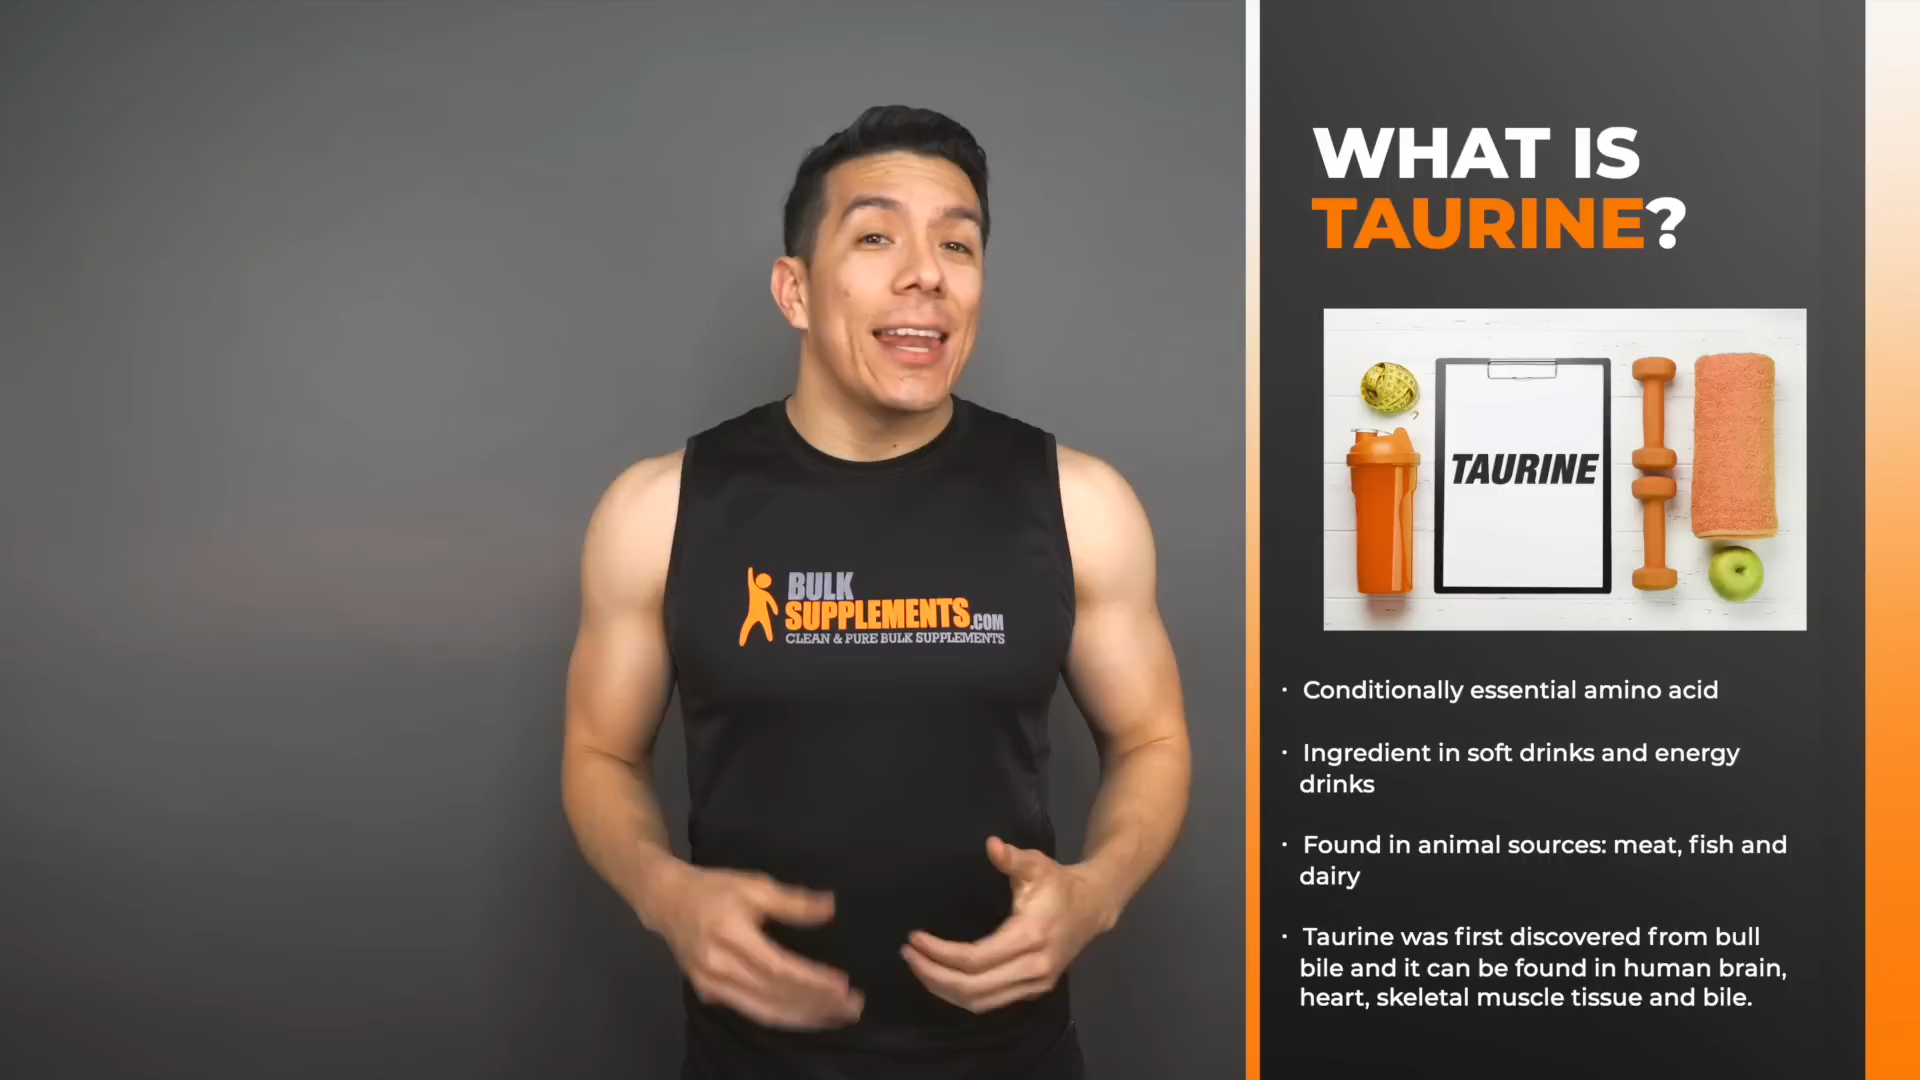 WHAT IS
TAURINE?
TAURINE
BULK
SUPPLEMENTS.COM
CLEAN & PURE BULK SUPPLEMENTS
· Conditionally essential amino acid
· Ingredient in soft drinks and energy
drinks
· Found in animal sources: meat, fish and
dairy
· Taurine was first discovered from bull
bile and it can be found in human brain,
heart, skeletal muscle tissue and bile.